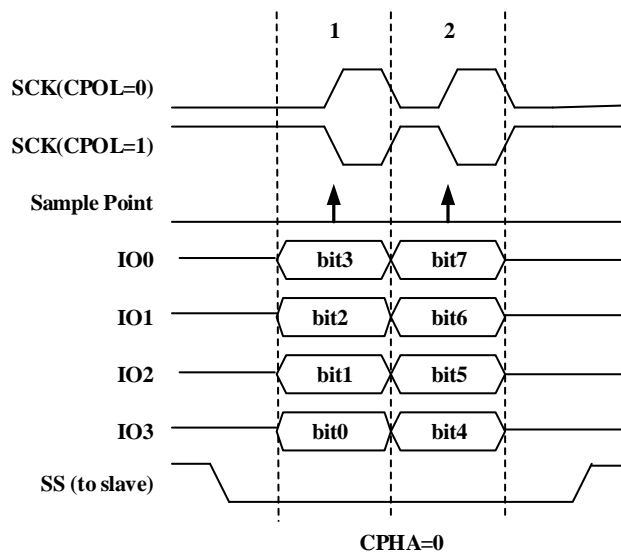 1 2
SCK(CPOL=0)
SCK(CPOL=1)
Sample Point
IO0 bit3 bit7
IO1 bit2 bit6
IO2 bit1 bit5
IO3 bit0 bit4
SS (to slave)
CPHA=0